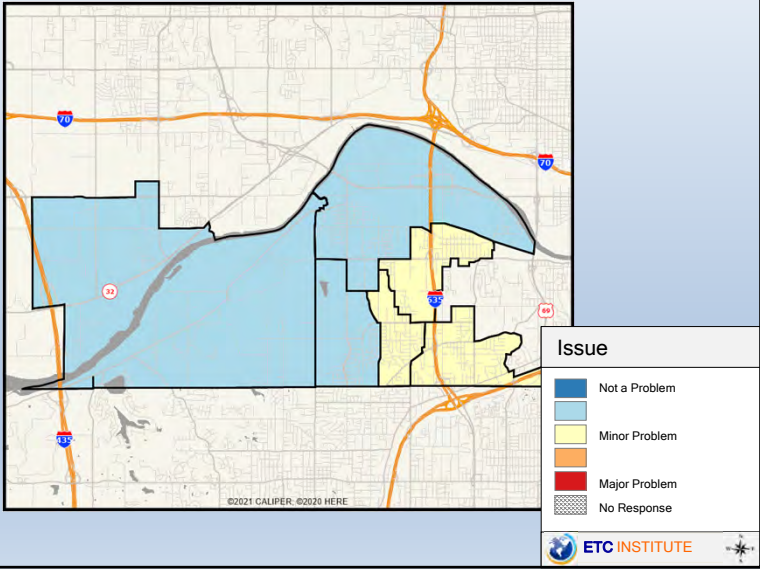 70
70
32
635
69
435
©2021 CALIPER; ©2020 HERE
Issue
Not a Problem
Minor Problem
Major Problem
No Response
ETC INSTITUTE